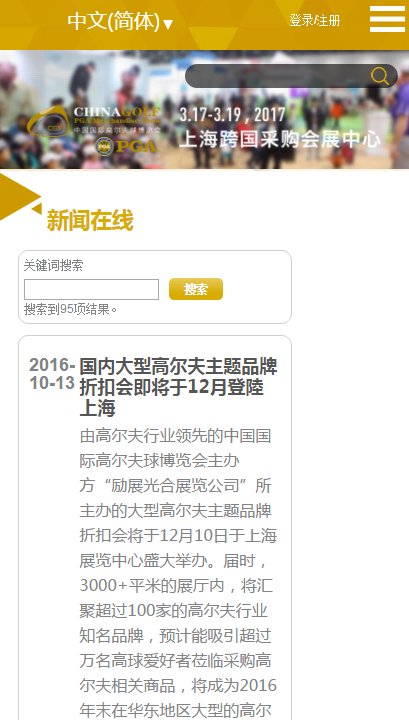 中文(简体)
登录/注册
CHINAGOLF
PGA Merchandise Show
中国国际高尔夫球博览会
PGA
3.17-3.19 , 2017
上海跨国采购会展中心
新闻在线
关键词搜索
搜索
搜索到95项结果。
2016-
10-13
国内大型高尔夫主题品牌
折扣会即将于12月登陸
上海
由高尔夫行业领先的中国国
际高尔夫球博览会主办
方“励展光合展览公司”所
主办的大型高尔夫主题品牌
折扣会将于12月10日于上海
展览中心盛大举办。届时，
3000+平米的展厅内，将汇
聚超过100家的高尔夫行业
知名品牌，预计能吸引超过
万名高球爱好者莅临采购高
尔夫相关商品，将成为2016
年末在华东地区大型的高尔